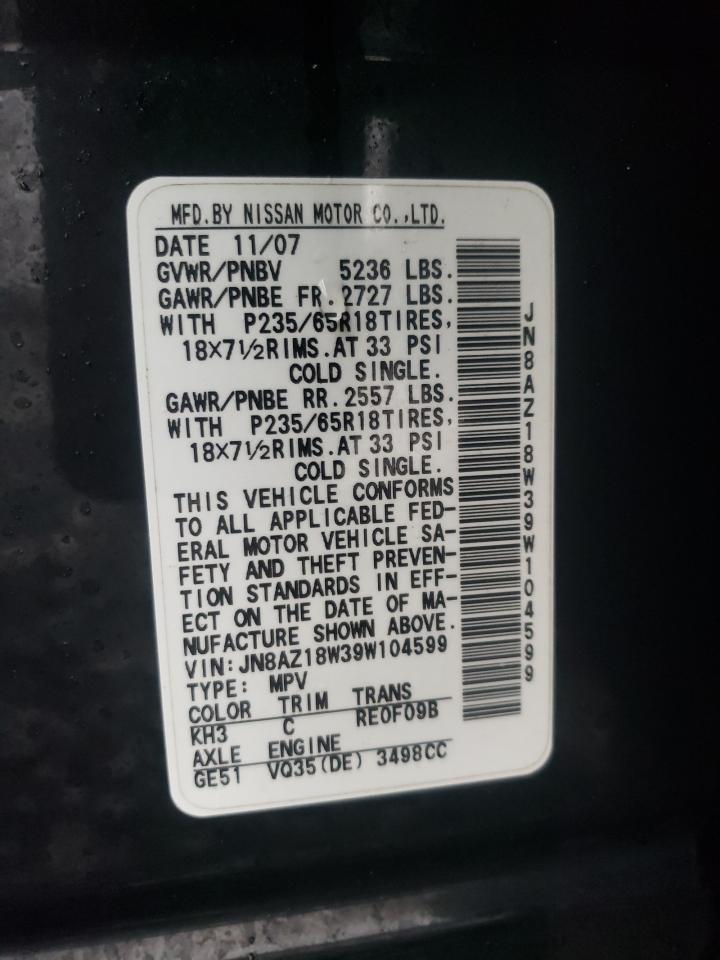 MFD.BY NISSAN MOTOR CO.,LTD.
DATE 11/07
GVWR/PNBV 5236 LBS.
GAWR/PNBE FR.2727 LBS.
WITH P235/65R18TIRES,
18×7½RIMS.AT 33 PSI
COLD SINGLE.
GAWR/PNBE RR.2557 LBS.
WITH P235/65R18TIRES,
18×7½RIMS.AT 33 PSI
COLD SINGLE.
THIS VEHICLE CONFORMS
TO ALL APPLICABLE FED-
ERAL MOTOR VEHICLE SA-
FETY AND THEFT PREVEN-
TION STANDARDS IN EFF-
ECT ON THE DATE OF MA-
NUFACTURE SHOWN ABOVE.
VIN:JN8AZ18W39W104599
TYPE: MPV
COLOR TRIM TRANS
KH3 C RE0F09B
AXLE ENGINE
GE51 VQ35(DE) 3498CC
JN8AZ18W39W104599